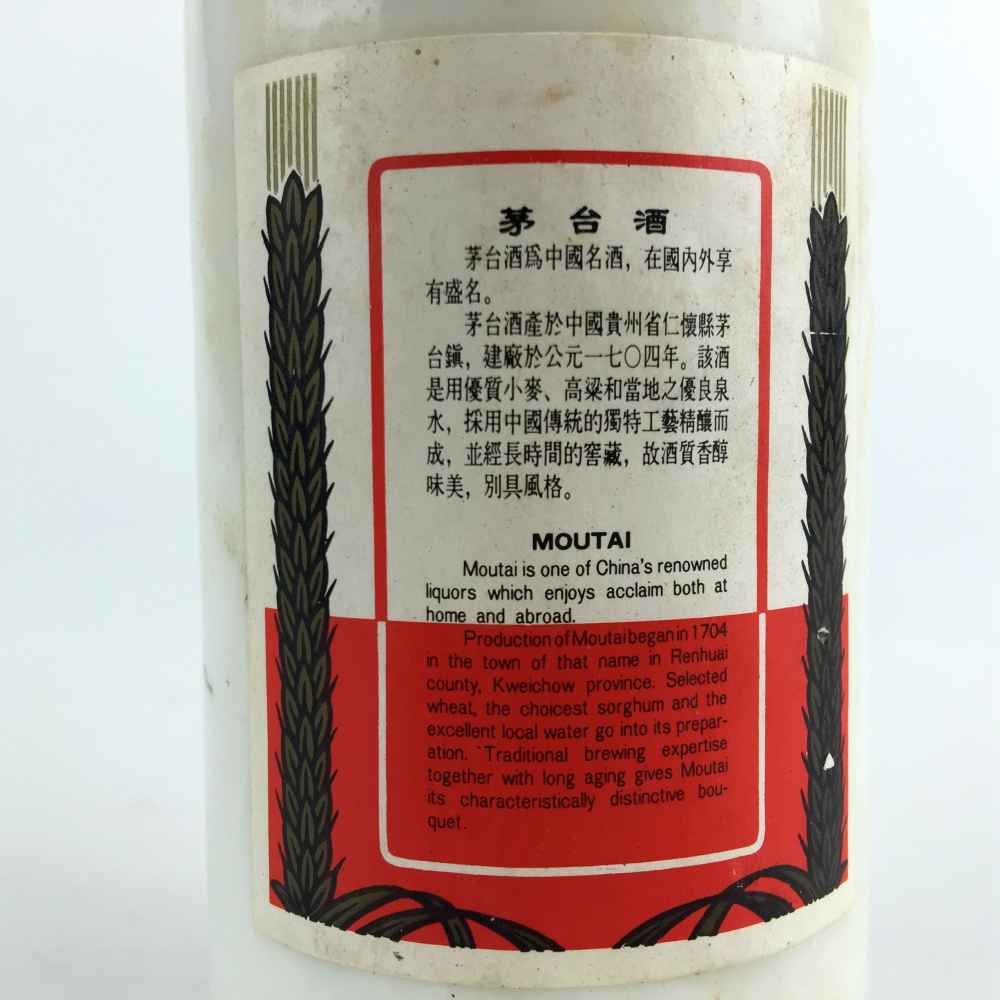 茅台酒
茅台酒爲中國名酒，在國內外享
有盛名。
茅台酒產於中國貴州省仁懷縣茅
台鎭，建廠於公元一七〇四年。該酒
是用優質小麥、高粱和當地之優良泉
水，採用中國傳統的獨特工藝精釀而
成，並經長時間的窖藏，故酒質香醇
味美，別具風格。
MOUTAI
Moutai is one of China's renowned
liquors which enjoys acclaim both at
home and abroad.
Production of Moutai began in 1704
in the town of that name in Renhuai
county, Kweichow province. Selected
wheat, the choicest sorghum and the
excellent local water go into its prepar-
ation. Traditional brewing expertise
together with long aging gives Moutai
its characteristically distinctive bou-
quet.